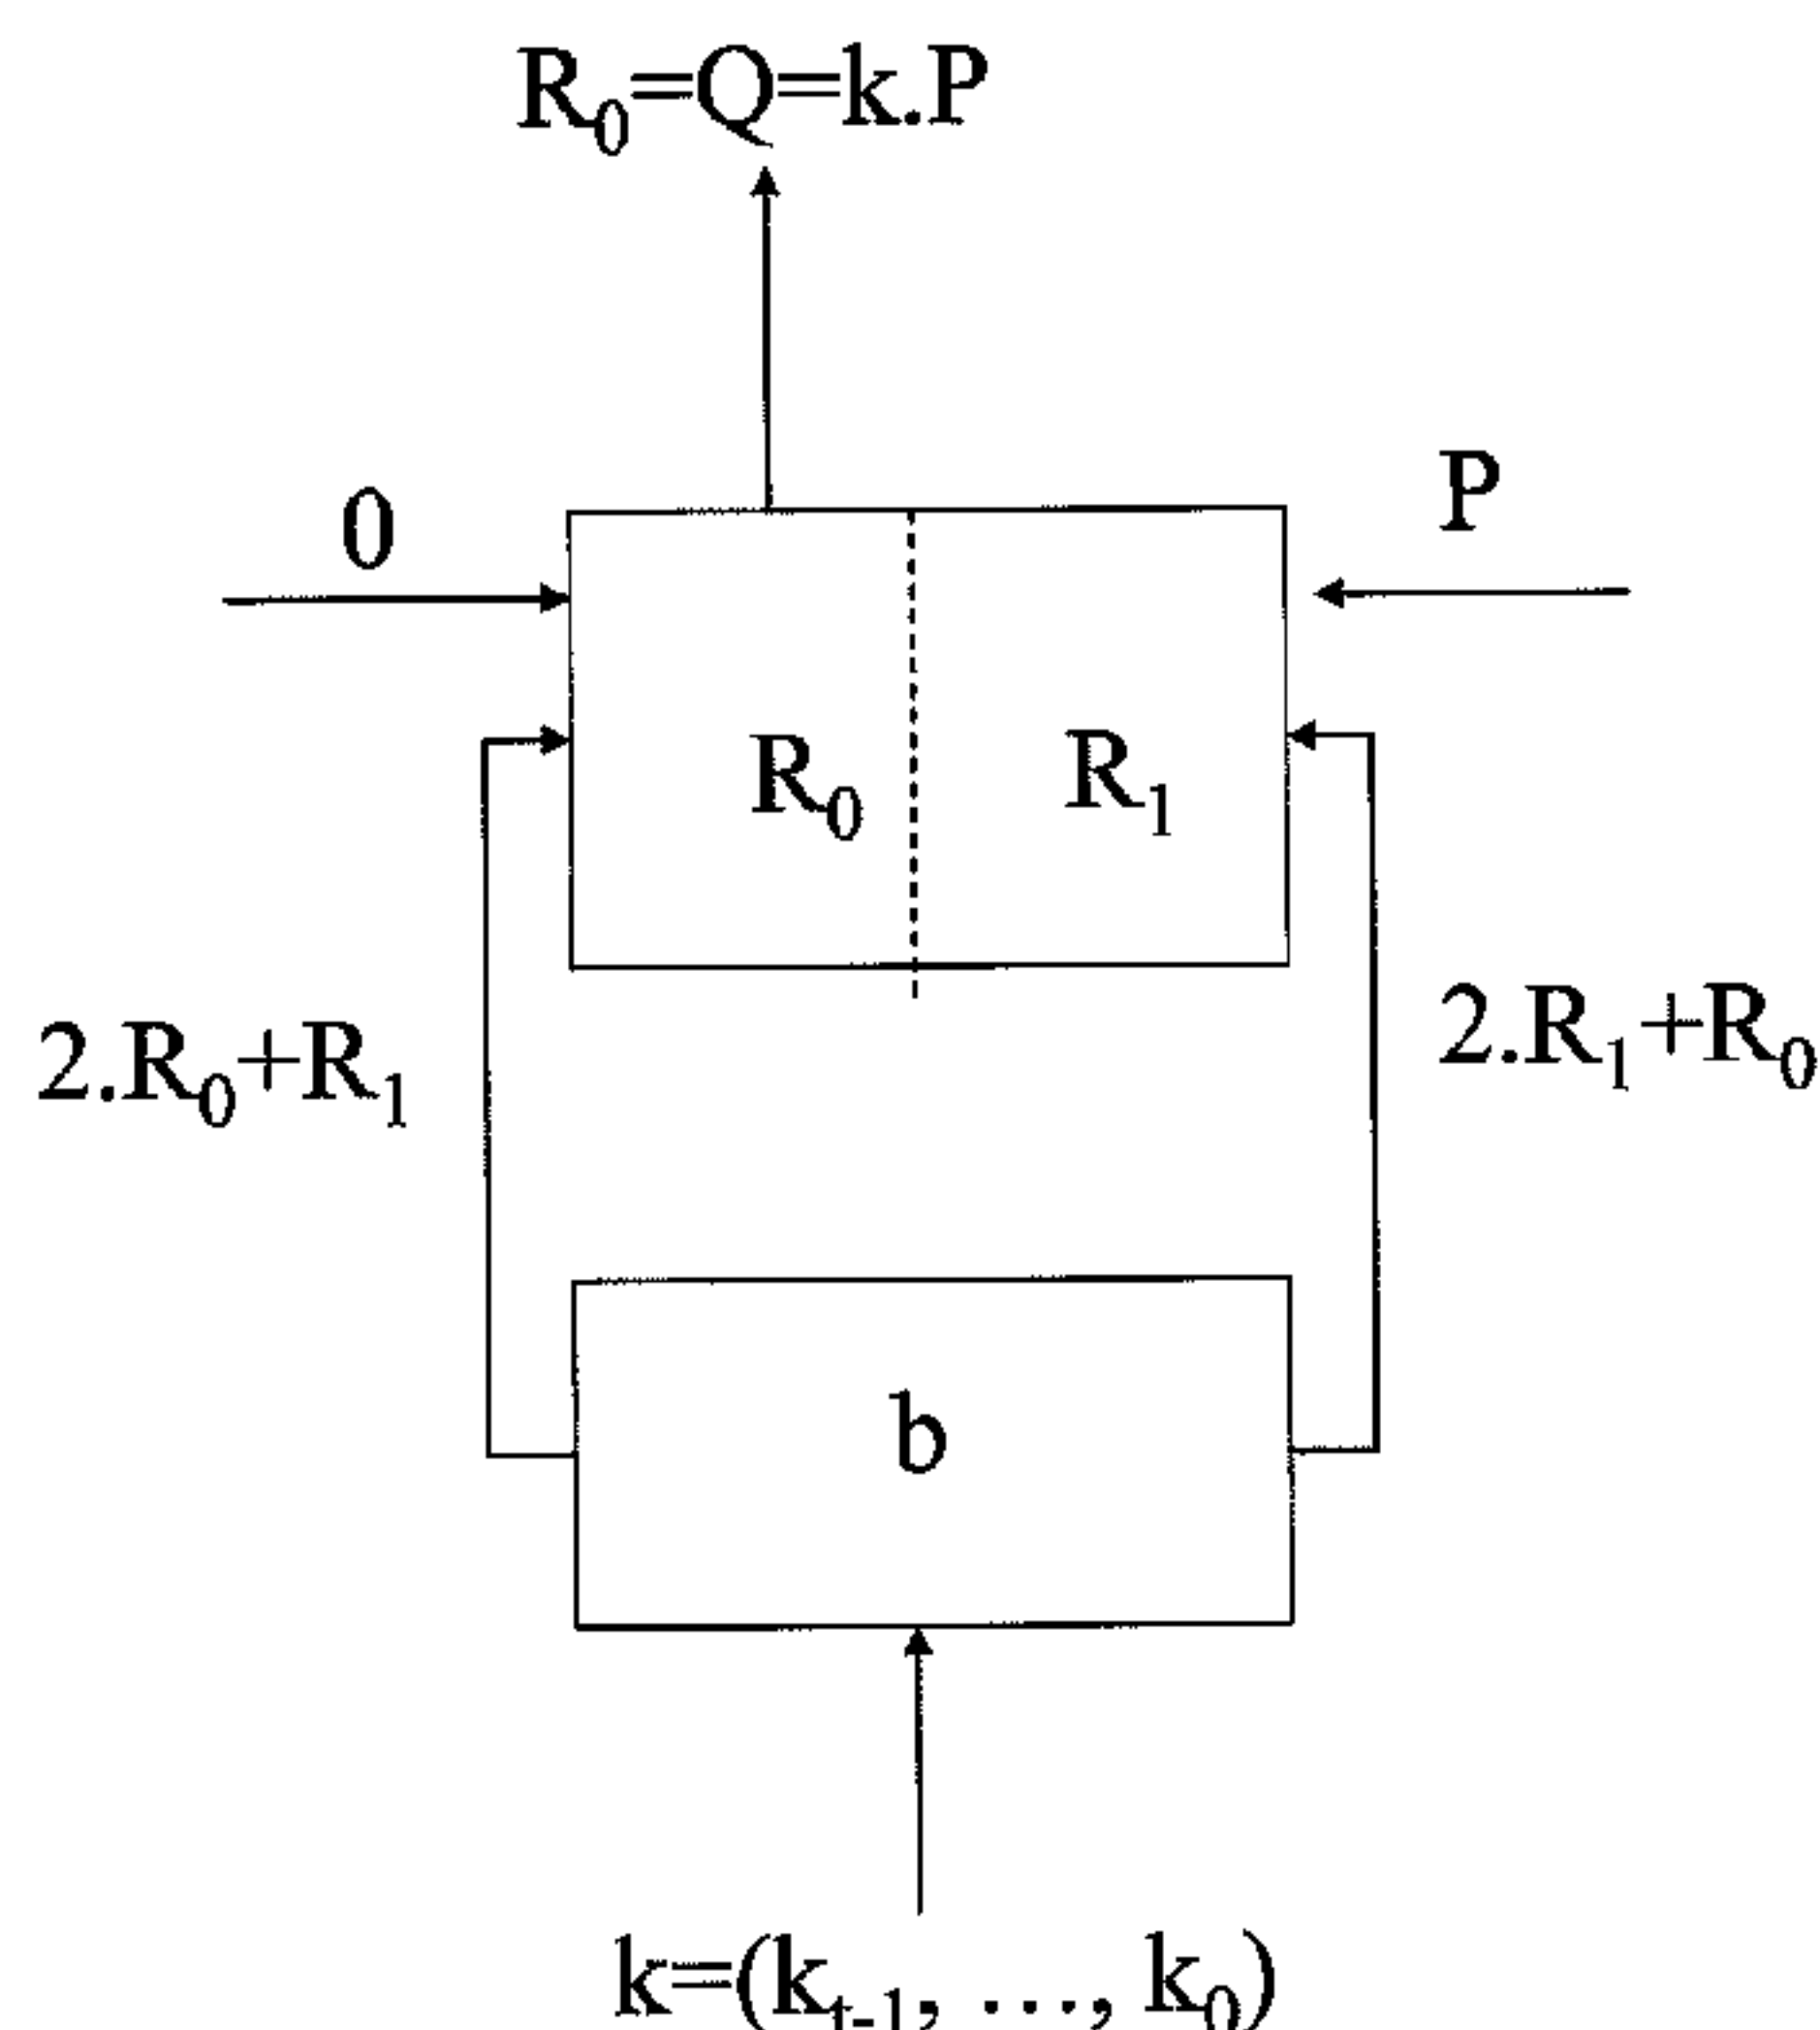 R₀=Q=k.P
0
P
R₀
R₁
2.R₀+R₁
2.R₁+R₀
b
k=(kₜ₋₁, ..., k₀)